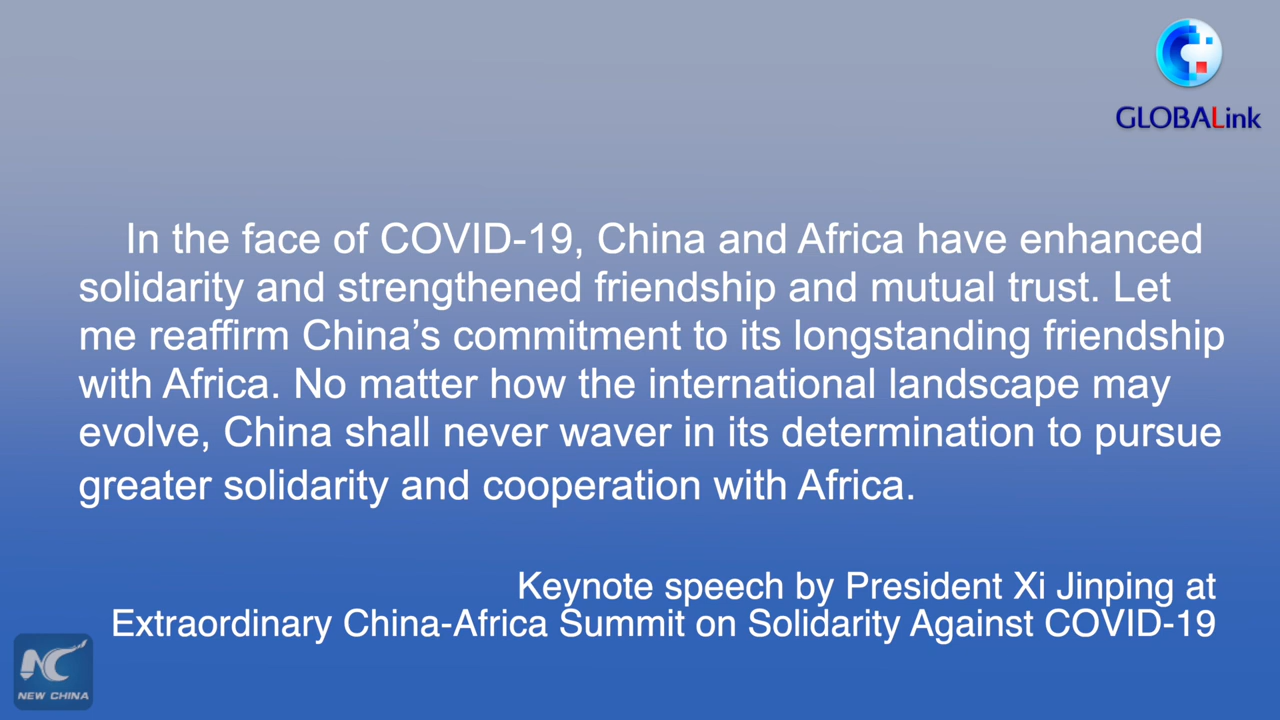 GLOBALink
In the face of COVID-19, China and Africa have enhanced
solidarity and strengthened friendship and mutual trust. Let
me reaffirm China’s commitment to its longstanding friendship
with Africa. No matter how the international landscape may
evolve, China shall never waver in its determination to pursue
greater solidarity and cooperation with Africa.
Keynote speech by President Xi Jinping at
Extraordinary China-Africa Summit on Solidarity Against COVID-19
NC
NEW CHINA